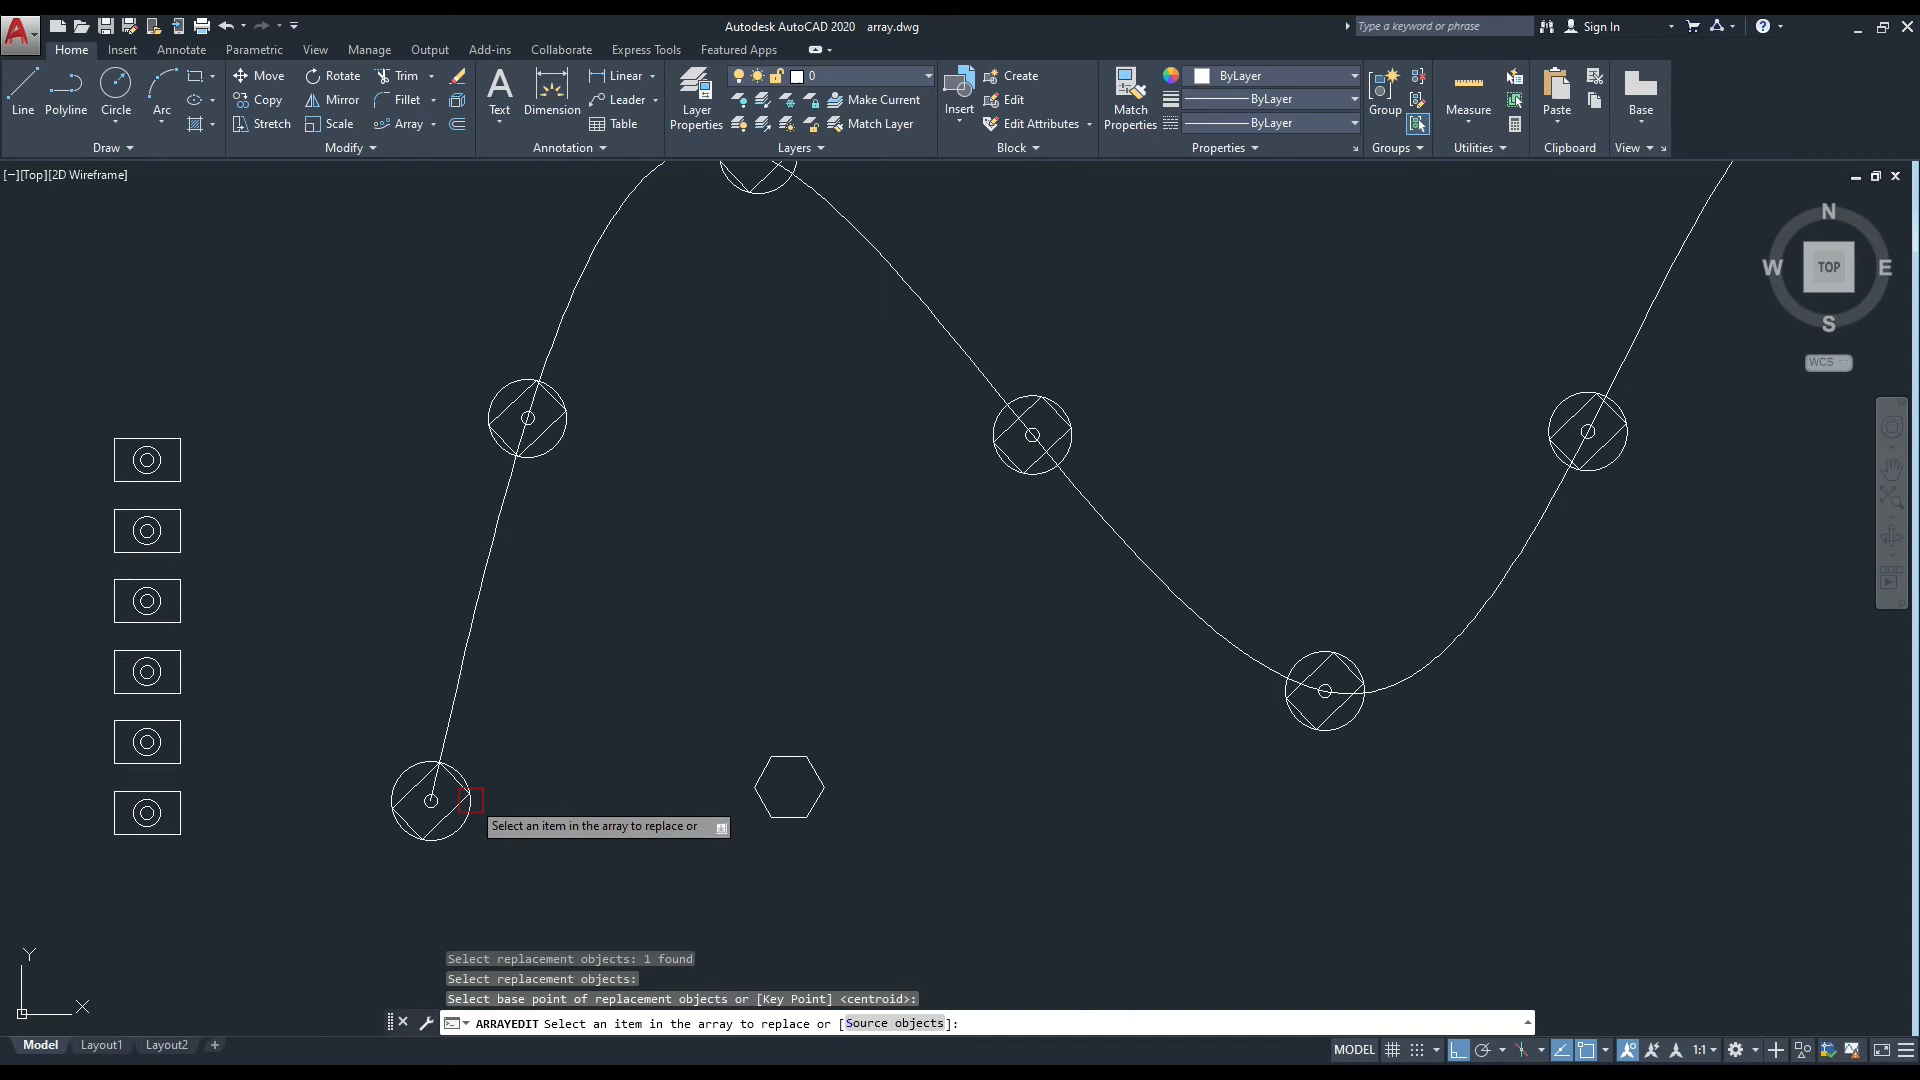 Autodesk AutoCAD 2020 array.dwg
Type a keyword or phrase
Sign In
Home Insert Annotate Parametric View Manage Output Add-ins Collaborate Express Tools Featured Apps
Line
Polyline
Circle
Arc
Draw
Move
Rotate
Trim
Copy
Mirror
Fillet
Stretch
Scale
Array
Modify
Text
Dimension
Linear
Leader
Table
Annotation
Layer
Properties
0
Make Current
Match Layer
Layers
Insert
Create
Edit
Edit Attributes
Block
Match
Properties
ByLayer
ByLayer
ByLayer
Properties
Group
Groups
Measure
Utilities
Paste
Clipboard
Base
View
[−][Top][2D Wireframe]
N
W
TOP
E
S
WCS
Select an item in the array to replace or
Y
X
Select replacement objects: 1 found
Select replacement objects:
Select base point of replacement objects or [Key Point] <centroid>:
ARRAYEDIT Select an item in the array to replace or [Source objects]:
Model Layout1 Layout2 +
MODEL
1:1